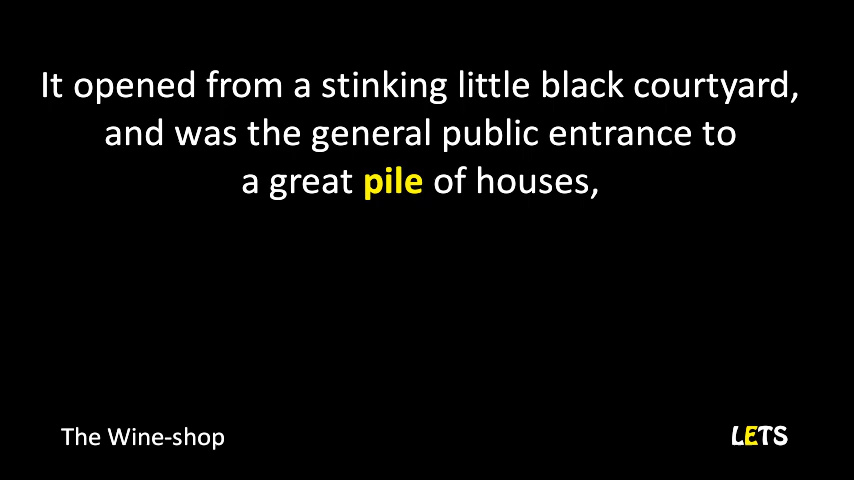 It opened from a stinking little black courtyard,
and was the general public entrance to
a great pile of houses,
The Wine-shop
LETS